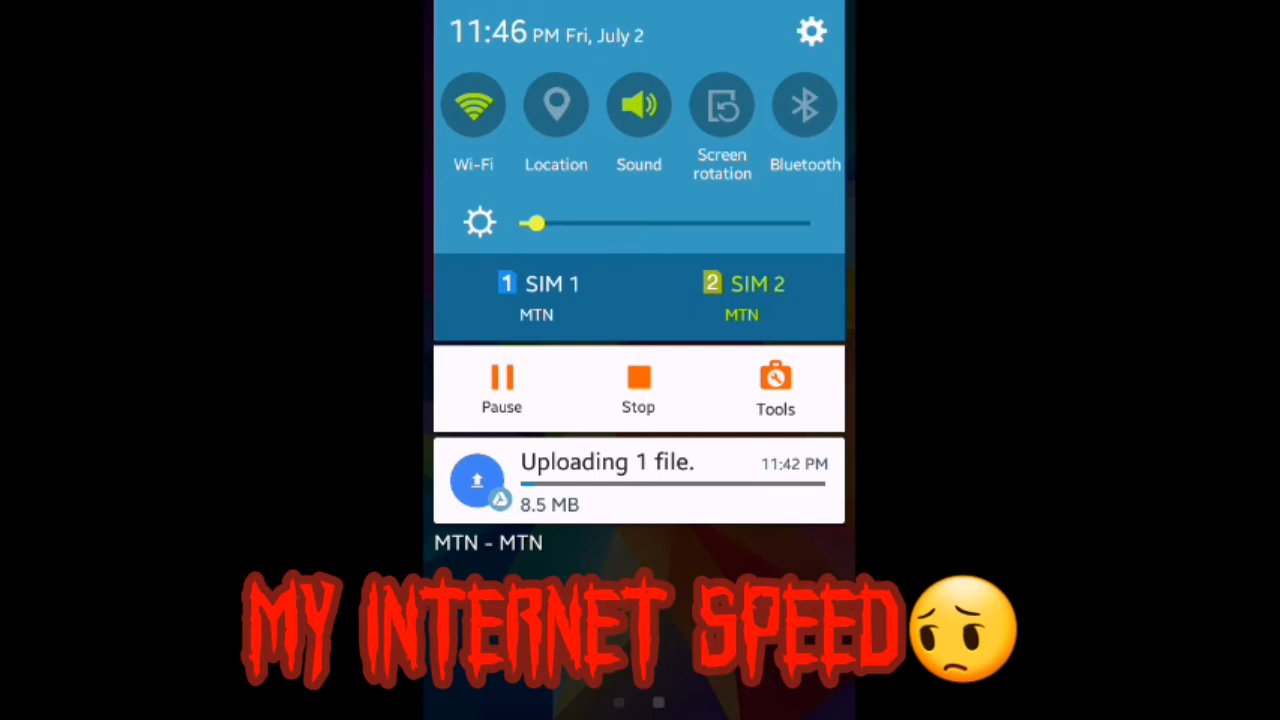 11:46 PM Fri, July 2
Wi-Fi Location Sound Screen rotation Bluetooth
1 SIM 1 2 SIM 2
MTN MTN
Pause Stop Tools
Uploading 1 file. 11:42 PM
8.5 MB
MTN - MTN
MY INTERNET SPEED😔